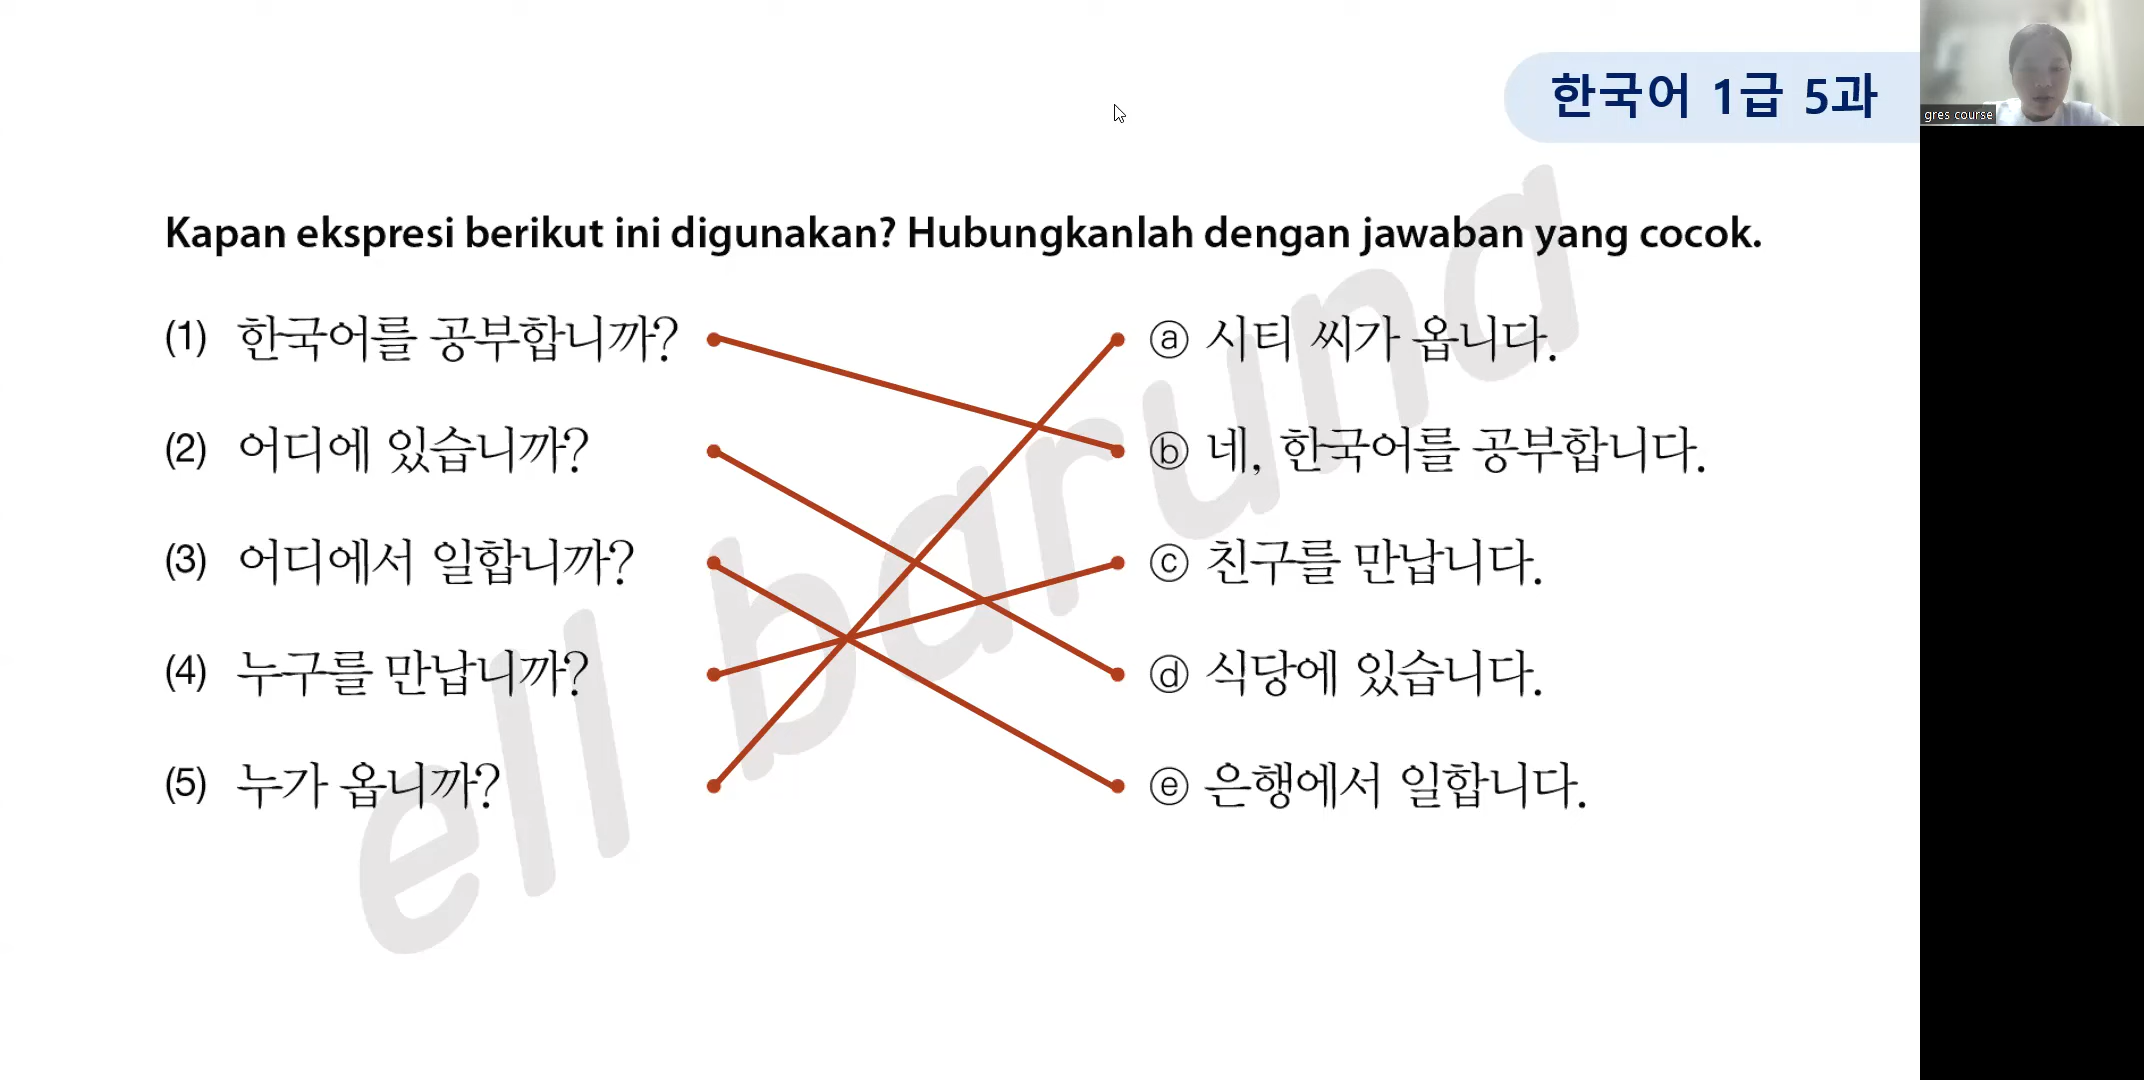 한국어 1급 5과
gres course
Kapan ekspresi berikut ini digunakan? Hubungkanlah dengan jawaban yang cocok.
(1) 한국어를 공부합니까? ⓐ 시티 씨가 옵니다.
(2) 어디에 있습니까? ⓑ 네, 한국어를 공부합니다.
(3) 어디에서 일합니까? ⓒ 친구를 만납니다.
(4) 누구를 만납니까? ⓓ 식당에 있습니다.
(5) 누가 옵니까? ⓔ 은행에서 일합니다.
ell baruna